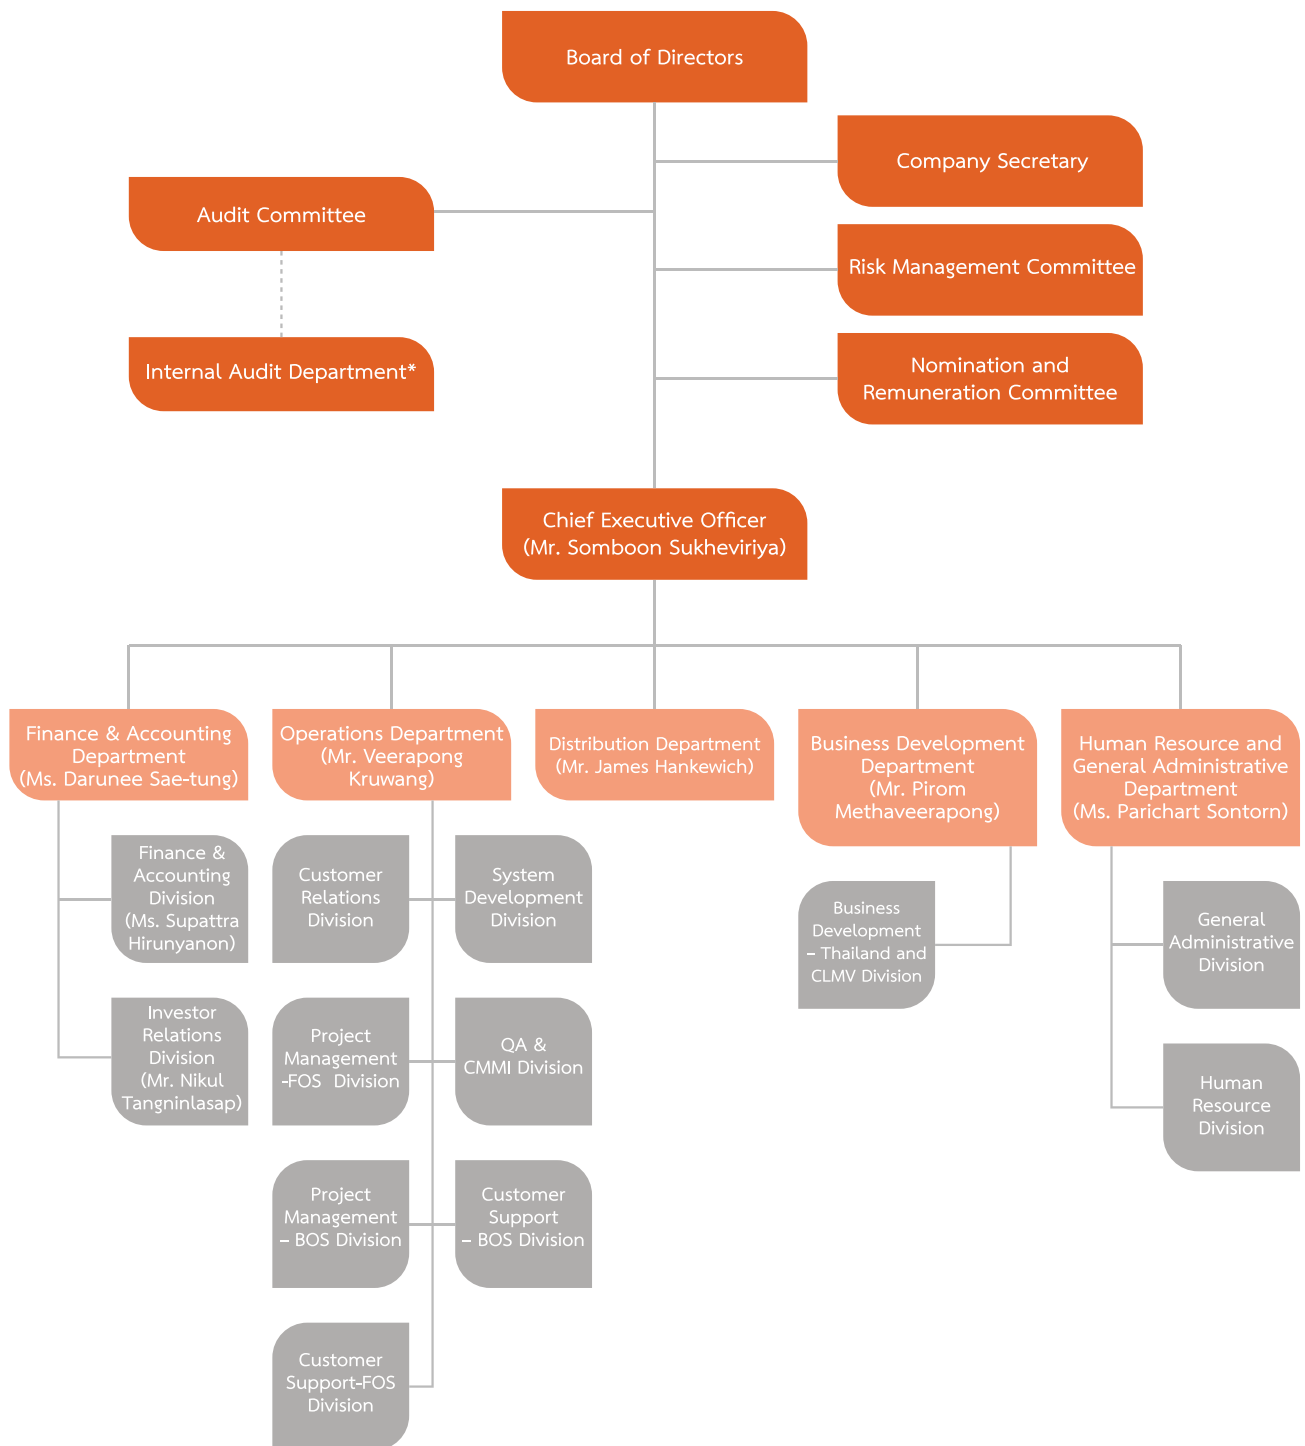 Board of Directors
Company Secretary
Audit Committee
Risk Management Committee
Internal Audit Department*
Nomination and
Remuneration Committee
Chief Executive Officer
(Mr. Somboon Sukheviriya)
Finance & Accounting
Department
(Ms. Darunee Sae-tung)
Operations Department
(Mr. Veerapong
Kruwang)
Distribution Department
(Mr. James Hankewich)
Business Development
Department
(Mr. Pirom
Methaveerapong)
Human Resource and
General Administrative
Department
(Ms. Parichart Sontorn)
Finance &
Accounting
Division
(Ms. Supattra
Hirunyanon)
Customer
Relations
Division
System
Development
Division
Business
Development
– Thailand and
CLMV Division
General
Administrative
Division
Investor
Relations
Division
(Mr. Nikul
Tangninlasap)
Project
Management
-FOS Division
QA &
CMMI Division
Human
Resource
Division
Project
Management
– BOS Division
Customer
Support
– BOS Division
Customer
Support-FOS
Division